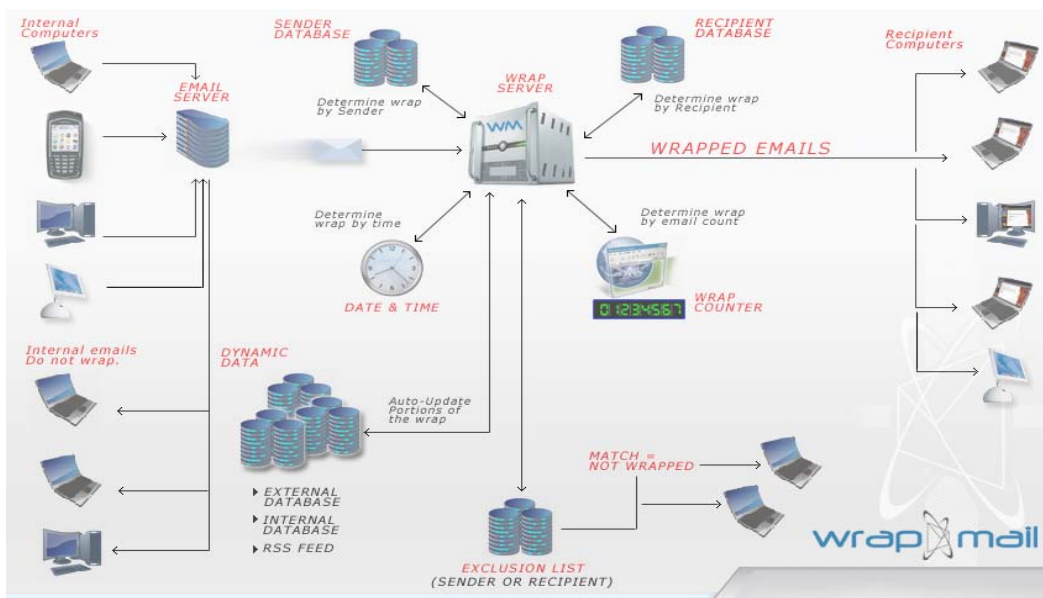 Internal
Computers
EMAIL
SERVER
SENDER
DATABASE
Determine wrap
by Sender
WRAP
SERVER
WM
RECIPIENT
DATABASE
Determine wrap
by Recipient
Recipient
Computers
WRAPPED EMAILS
Determine
wrap by time
DATE & TIME
Determine wrap
by email count
01234567
WRAP
COUNTER
Internal emails
Do not wrap.
DYNAMIC
DATA
Auto-Update
Portions of
the wrap
EXTERNAL
DATABASE
INTERNAL
DATABASE
RSS FEED
MATCH =
NOT WRAPPED
EXCLUSION LIST
(SENDER OR RECIPIENT)
wrap mail